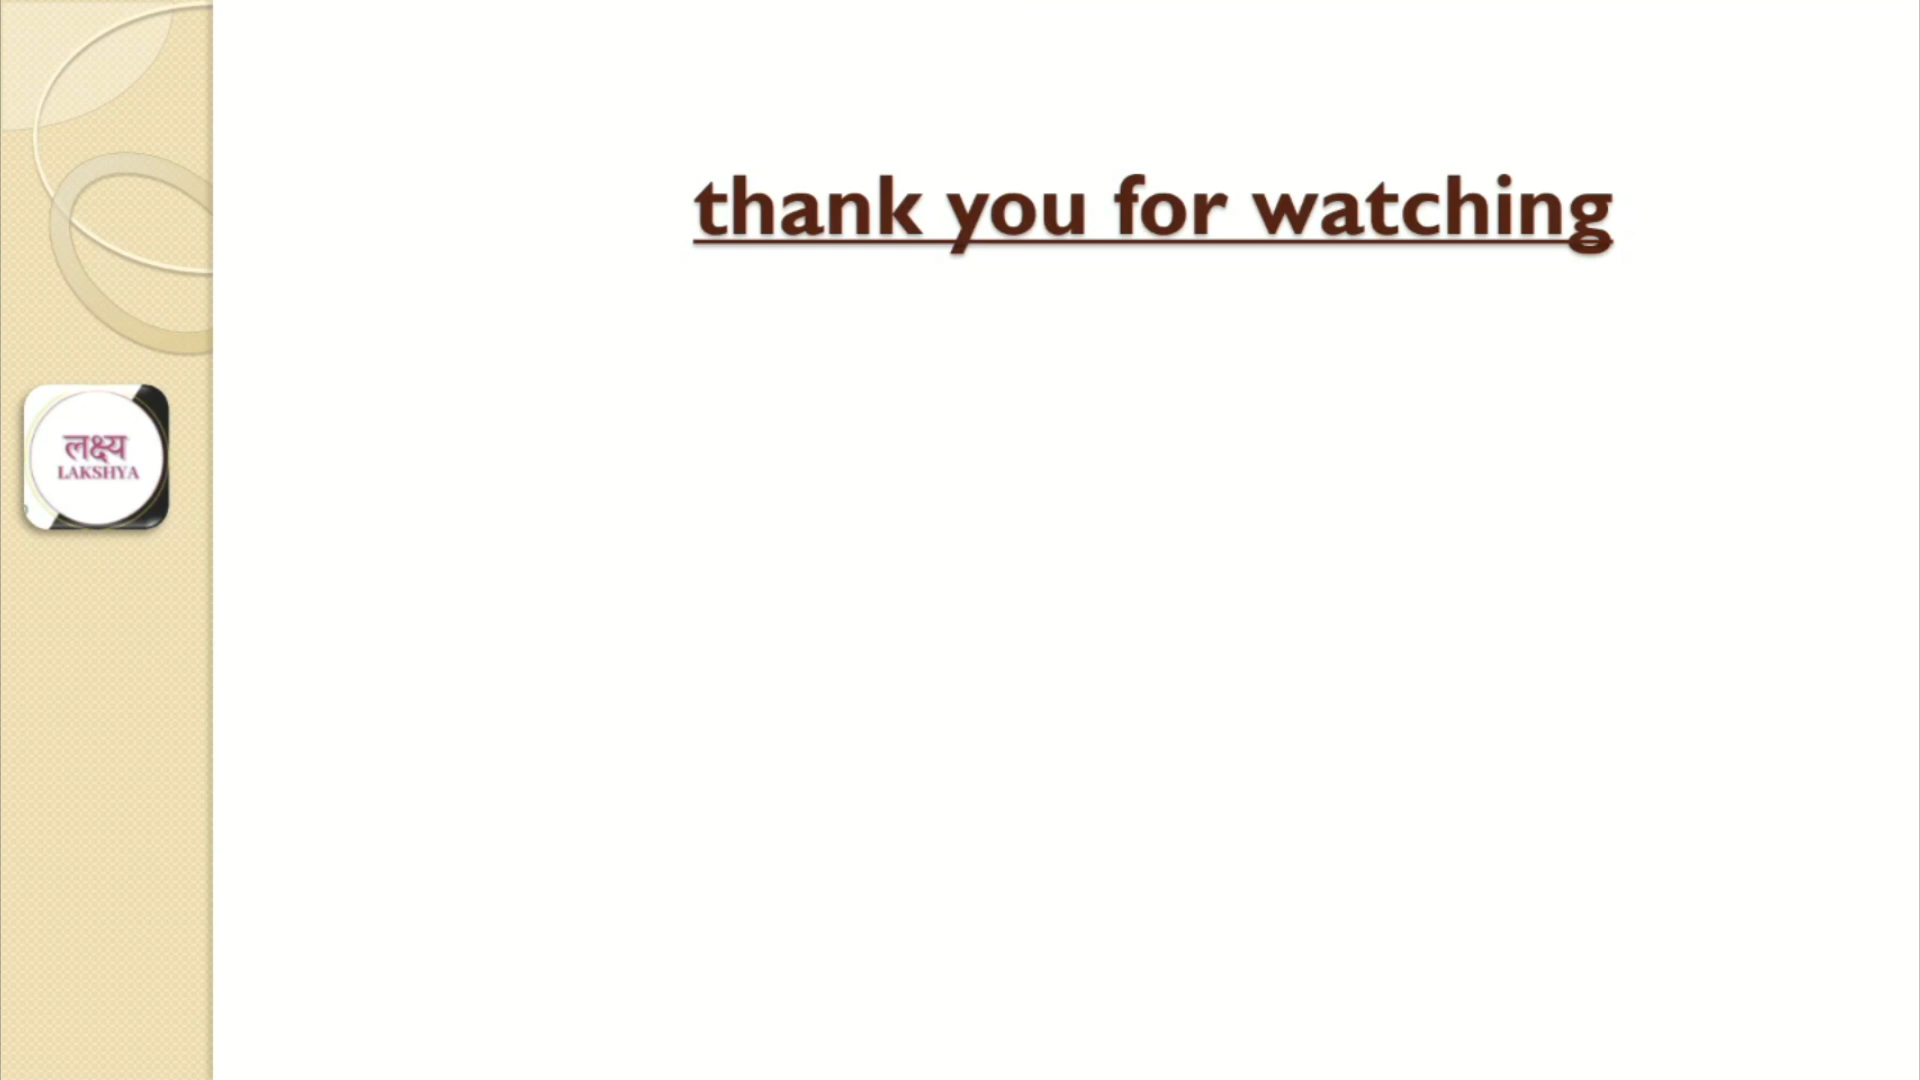 thank you for watching
लक्ष्य
LAKSHYA